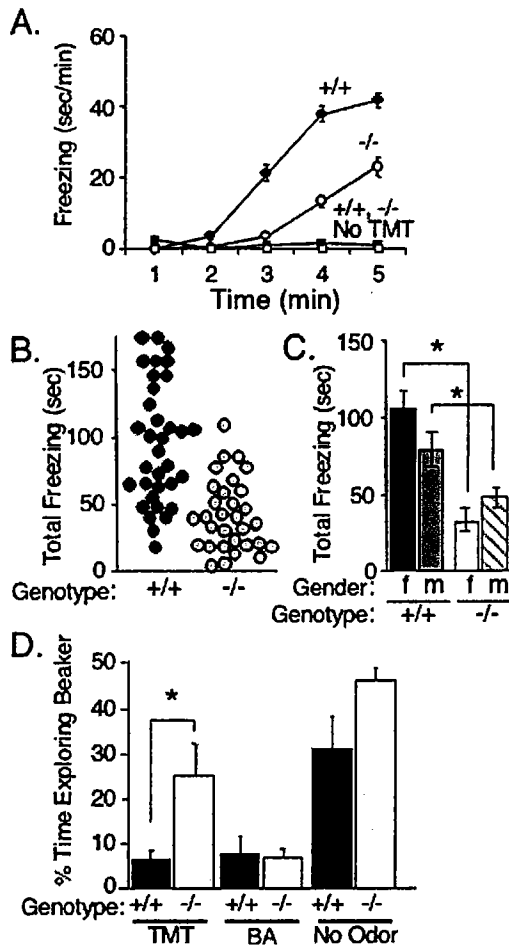 A.
Freezing (sec/min)
60
40
20
0
+/+
-/-
+/+, -/-
No TMT
1 2 3 4 5
Time (min)
B.
Total Freezing (sec)
150
100
50
0
Genotype: +/+ -/-
C.
Total Freezing (sec)
150
100
50
0
* *
Gender: f m f m
Genotype: +/+ -/-
D.
% Time Exploring Beaker
50
40
30
20
10
0
*
Genotype: +/+ -/- +/+ -/- +/+ -/-
TMT BA No Odor